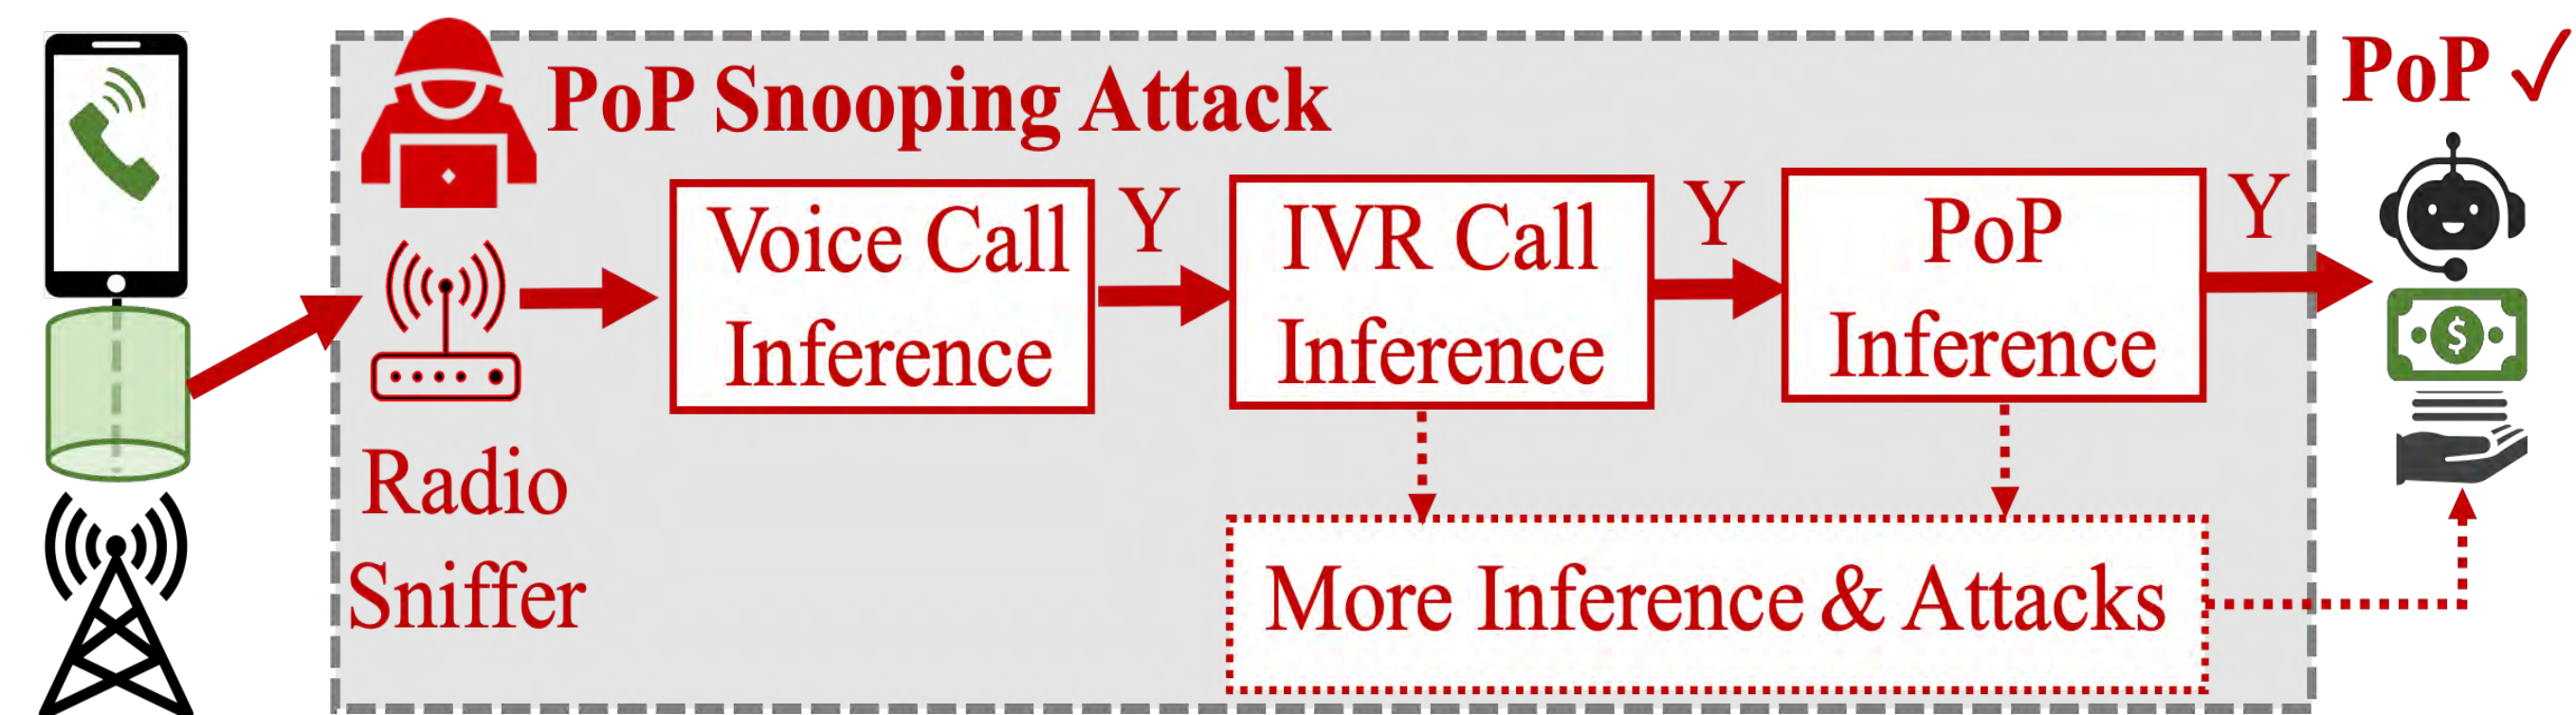 PoP Snooping Attack
PoP ✓
Radio
Sniffer
Voice Call
Inference
Y
IVR Call
Inference
Y
PoP
Inference
Y
$
More Inference & Attacks